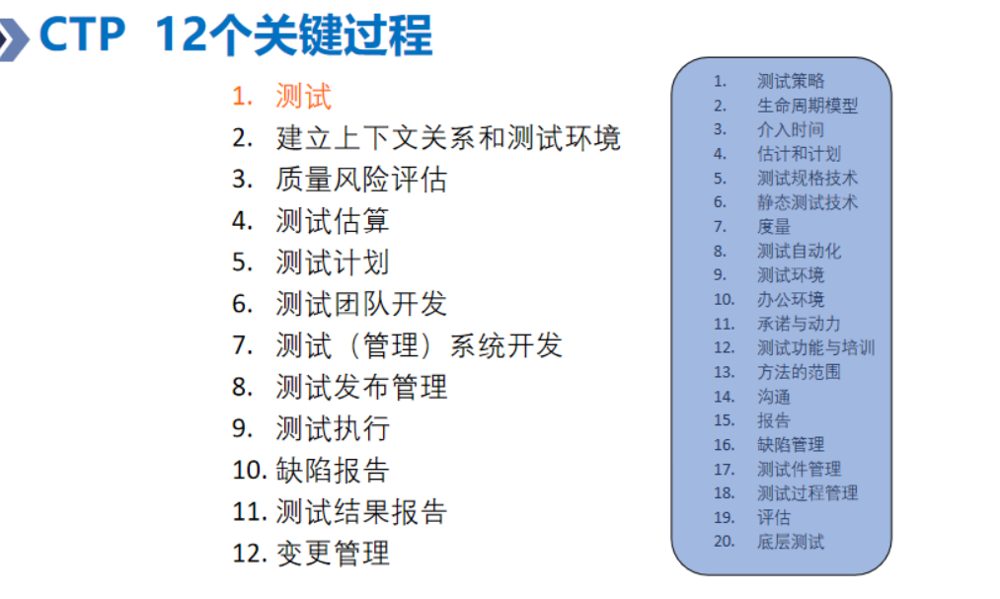 CTP 12个关键过程
1. 测试
2. 建立上下文关系和测试环境
3. 质量风险评估
4. 测试估算
5. 测试计划
6. 测试团队开发
7. 测试（管理）系统开发
8. 测试发布管理
9. 测试执行
10. 缺陷报告
11. 测试结果报告
12. 变更管理
1. 测试策略
2. 生命周期模型
3. 介入时间
4. 估计和计划
5. 测试规格技术
6. 静态测试技术
7. 度量
8. 测试自动化
9. 测试环境
10. 办公环境
11. 承诺与动力
12. 测试功能与培训
13. 方法的范围
14. 沟通
15. 报告
16. 缺陷管理
17. 测试件管理
18. 测试过程管理
19. 评估
20. 底层测试